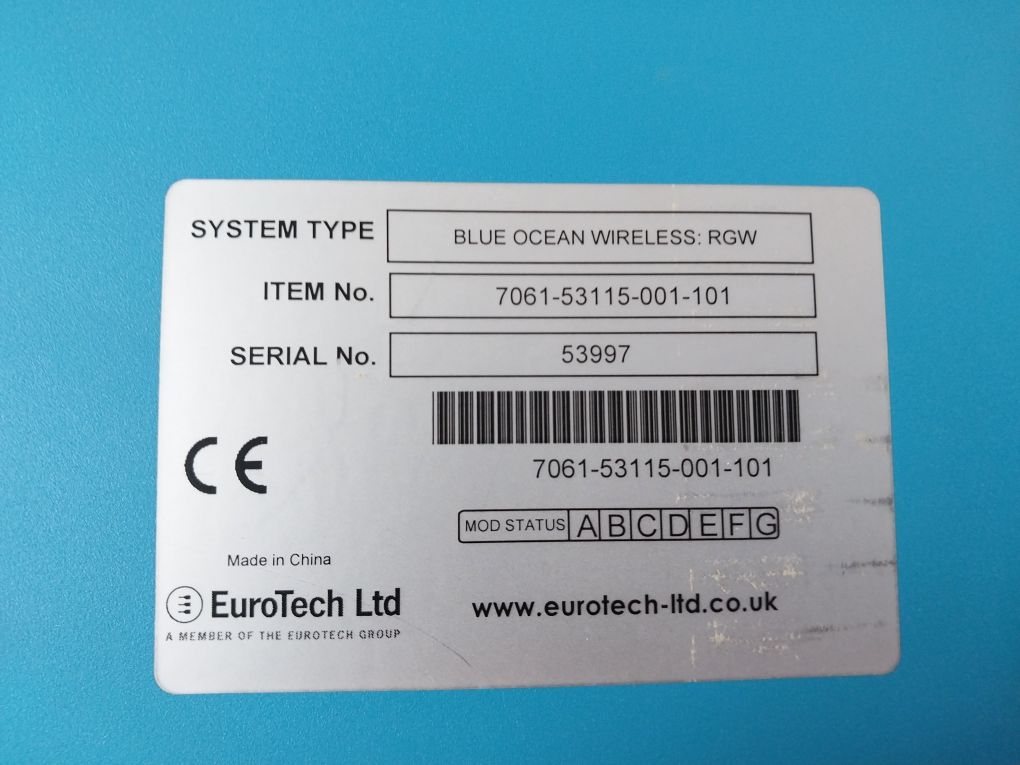 SYSTEM TYPE BLUE OCEAN WIRELESS: RGW
ITEM No. 7061-53115-001-101
SERIAL No. 53997
7061-53115-001-101
CE
MOD STATUS A B C D E F G
Made in China
EuroTech Ltd
A MEMBER OF THE EUROTECH GROUP
www.eurotech-ltd.co.uk